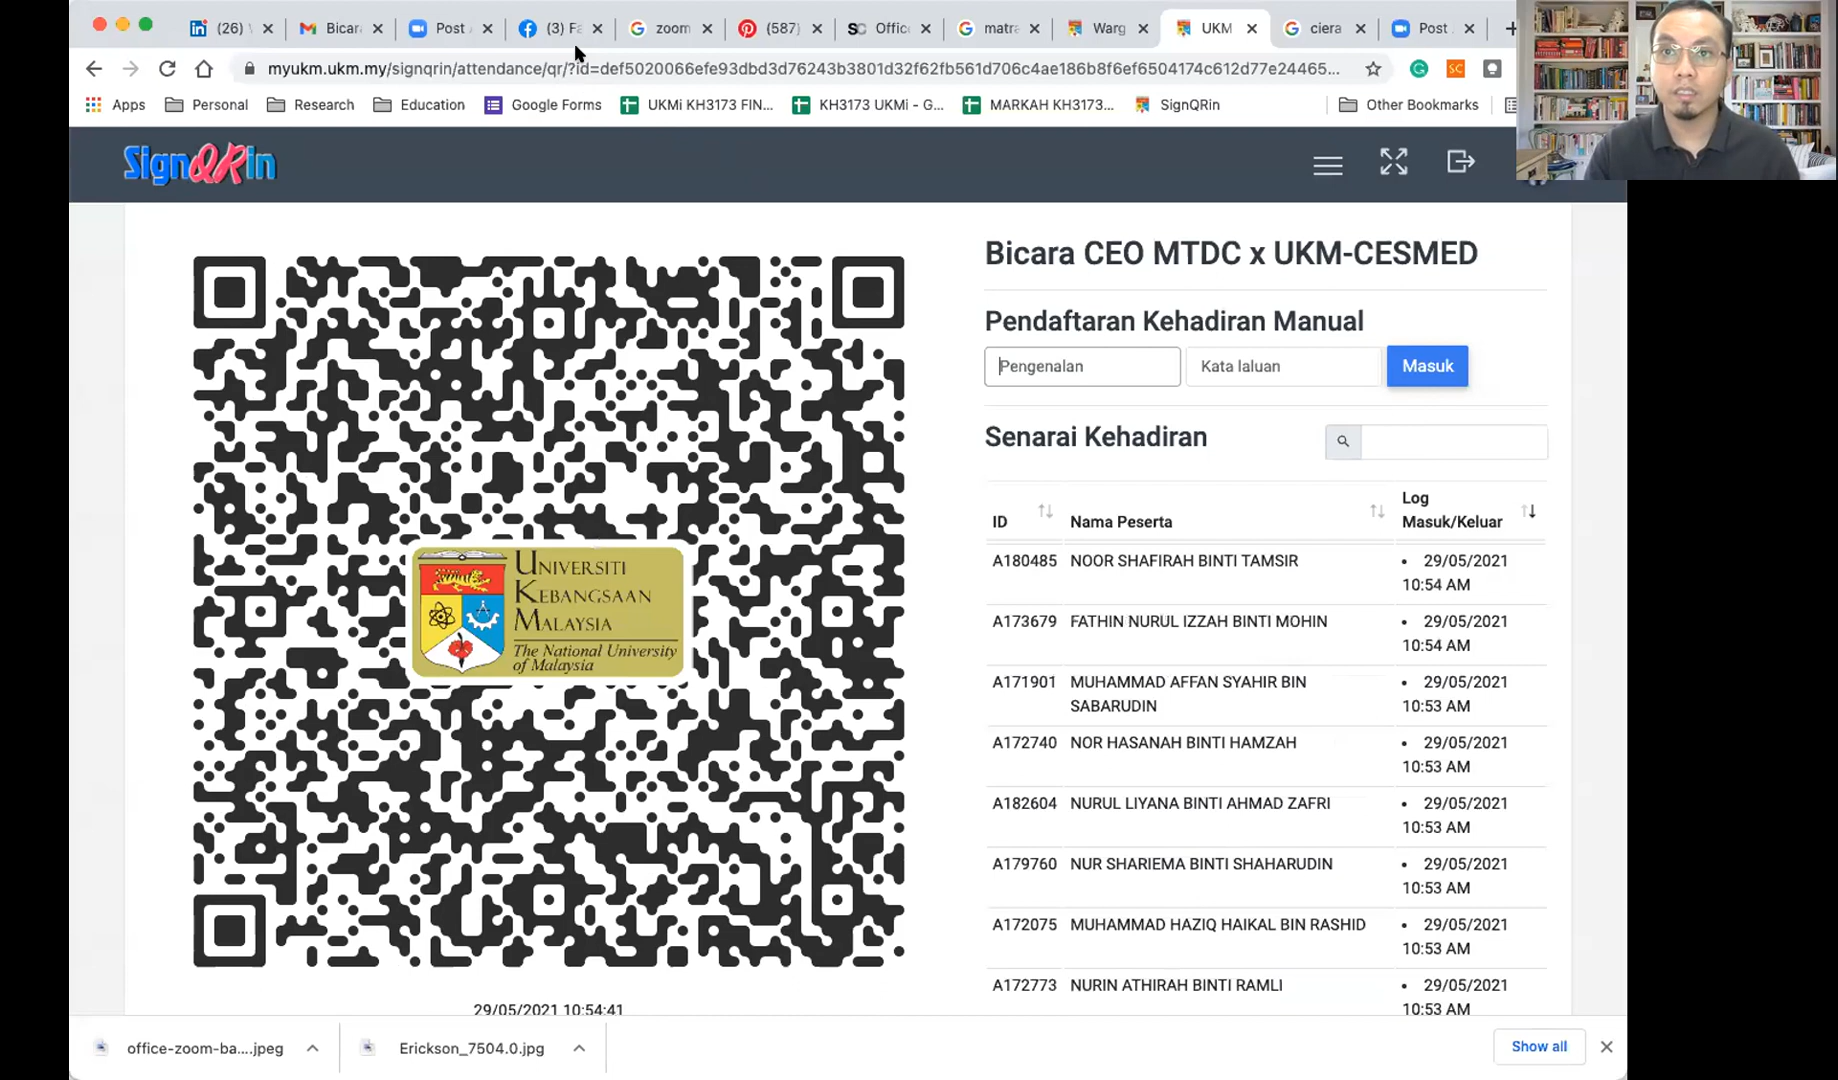 (26)
Bicara
Post
(3) Fa
zoom
(587)
Offic
matra
Warg
UKM
ciera
Post
myukm.ukm.my/signqrin/attendance/qr/?id=def5020066efe93dbd3d76243b3801d32f62fb561d706c4ae186b8f6ef6504174c612d77e24465...
Apps
Personal
Research
Education
Google Forms
UKMi KH3173 FIN...
KH3173 UKMi - G...
MARKAH KH3173...
SignQRin
Other Bookmarks
SignQRin
Bicara CEO MTDC x UKM-CESMED
Pendaftaran Kehadiran Manual
Pengenalan Kata laluan Masuk
Senarai Kehadiran
Log
ID Nama Peserta Masuk/Keluar
A180485 NOOR SHAFIRAH BINTI TAMSIR • 29/05/2021
10:54 AM
A173679 FATHIN NURUL IZZAH BINTI MOHIN • 29/05/2021
10:54 AM
A171901 MUHAMMAD AFFAN SYAHIR BIN • 29/05/2021
SABARUDIN 10:53 AM
A172740 NOR HASANAH BINTI HAMZAH • 29/05/2021
10:53 AM
A182604 NURUL LIYANA BINTI AHMAD ZAFRI • 29/05/2021
10:53 AM
A179760 NUR SHARIEMA BINTI SHAHARUDIN • 29/05/2021
10:53 AM
A172075 MUHAMMAD HAZIQ HAIKAL BIN RASHID • 29/05/2021
10:53 AM
A172773 NURIN ATHIRAH BINTI RAMLI • 29/05/2021
10:53 AM
UNIVERSITI
KEBANGSAAN
MALAYSIA
The National University
of Malaysia
29/05/2021 10:54:41
office-zoom-ba....jpeg
Erickson_7504.0.jpg
Show all